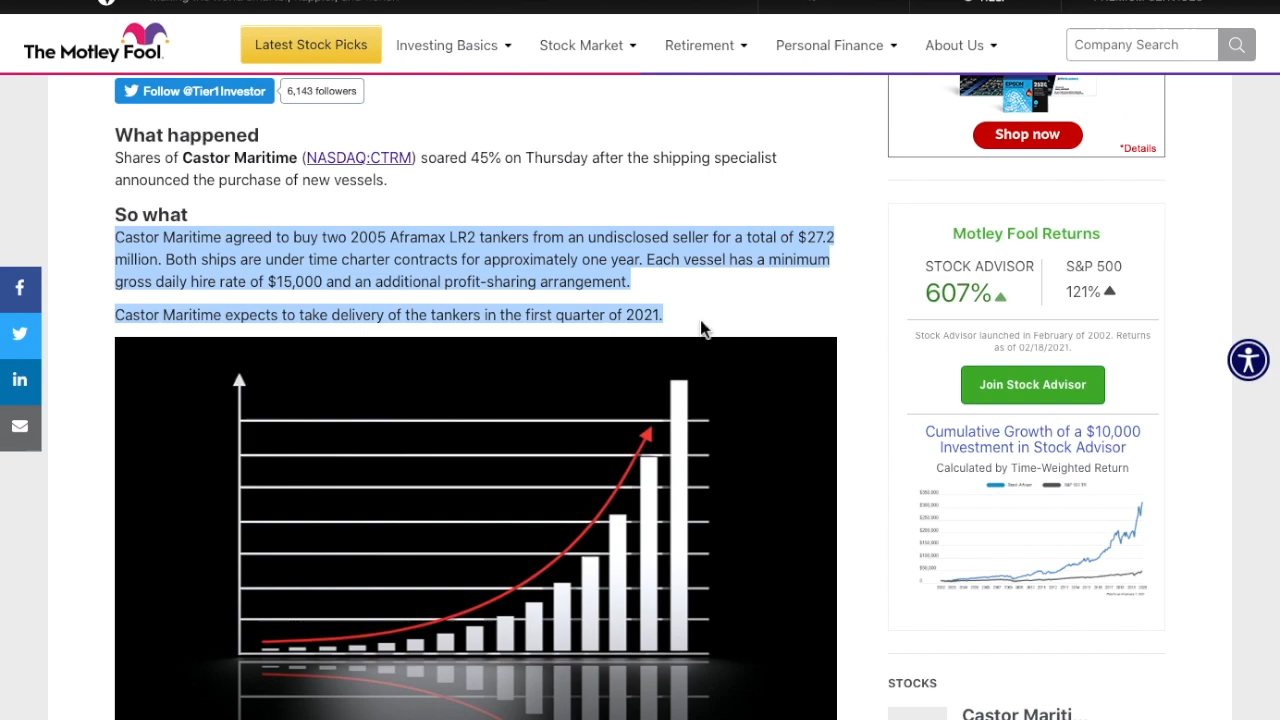 HELP
PREMIUM SERVICES
The Motley Fool.
Latest Stock Picks
Investing Basics
Stock Market
Retirement
Personal Finance
About Us
Company Search
Follow @Tier1Investor
6,143 followers
What happened
Shares of Castor Maritime (NASDAQ:CTRM) soared 45% on Thursday after the shipping specialist
announced the purchase of new vessels.
So what
Castor Maritime agreed to buy two 2005 Aframax LR2 tankers from an undisclosed seller for a total of $27.2
million. Both ships are under time charter contracts for approximately one year. Each vessel has a minimum
gross daily hire rate of $15,000 and an additional profit-sharing arrangement.
Castor Maritime expects to take delivery of the tankers in the first quarter of 2021.
EPSON
Shop now
*Details
Motley Fool Returns
STOCK ADVISOR
S&P 500
607%
121%
Stock Advisor launched in February of 2002. Returns
as of 02/18/2021.
Join Stock Advisor
Cumulative Growth of a $10,000
Investment in Stock Advisor
Calculated by Time-Weighted Return
Stock Advisor
STOCKS
Castor Mariti...